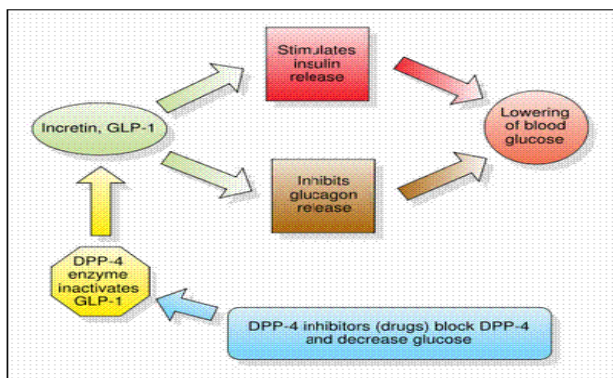 Stimulates
insulin
release
Incretin, GLP-1
Lowering
of blood
glucose
Inhibits
glucagon
release
DPP-4
enzyme
inactivates
GLP-1
DPP-4 inhibitors (drugs) block DPP-4
and decrease glucose